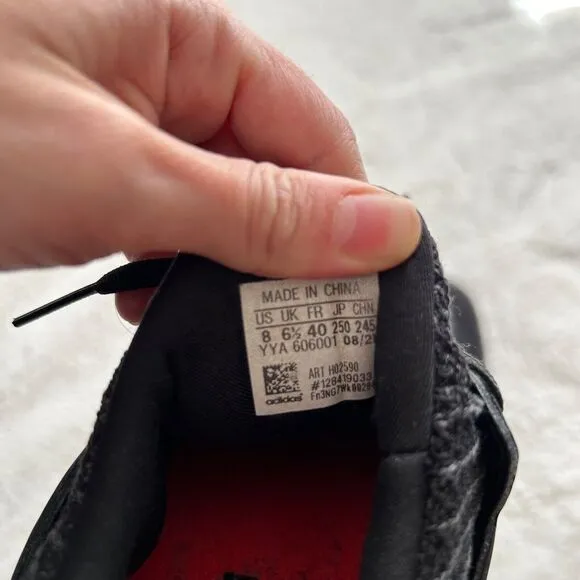 MADE IN CHINA
US UK FR JP CHN
8 6½ 40 250 245
YYA 606001 08/21
ART H02590
#128419033
adidas